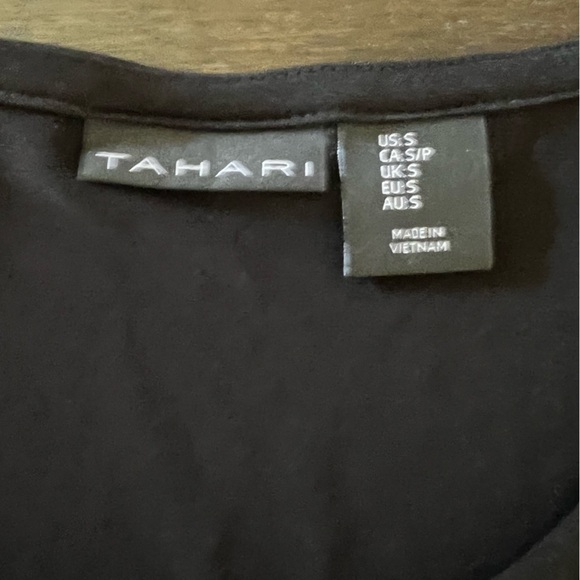 TAHARI
US:S
CA:S/P
UK:S
EU:S
AU:S
MADE IN
VIETNAM